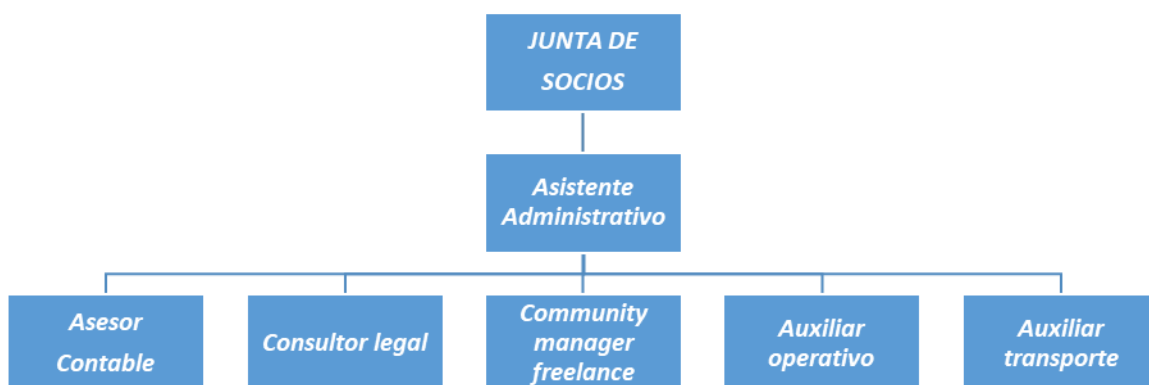 JUNTA DE
SOCIOS
Asistente
Administrativo
Asesor
Contable
Consultor legal
Community
manager
freelance
Auxiliar
operativo
Auxiliar
transporte